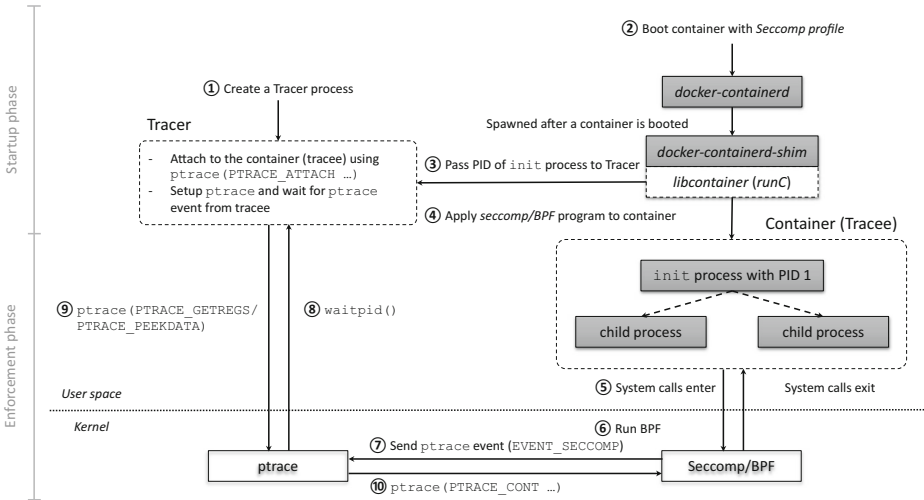 ② Boot container with Seccomp profile
Startup phase
docker-containerd
① Create a Tracer process
Spawned after a container is booted
Tracer
docker-containerd-shim
- Attach to the container (tracee) using
ptrace(PTRACE_ATTACH …)
- Setup ptrace and wait for ptrace
event from tracee
③ Pass PID of init process to Tracer
libcontainer (runC)
④ Apply seccomp/BPF program to container
Container (Tracee)
init process with PID 1
Enforcement phase
⑨ ptrace(PTRACE_GETREGS/
PTRACE_PEEKDATA)
⑧ waitpid()
child process
child process
⑤ System calls enter
System calls exit
User space
Kernel
⑥ Run BPF
⑦ Send ptrace event (EVENT_SECCOMP)
ptrace
Seccomp/BPF
⑩ ptrace(PTRACE_CONT …)